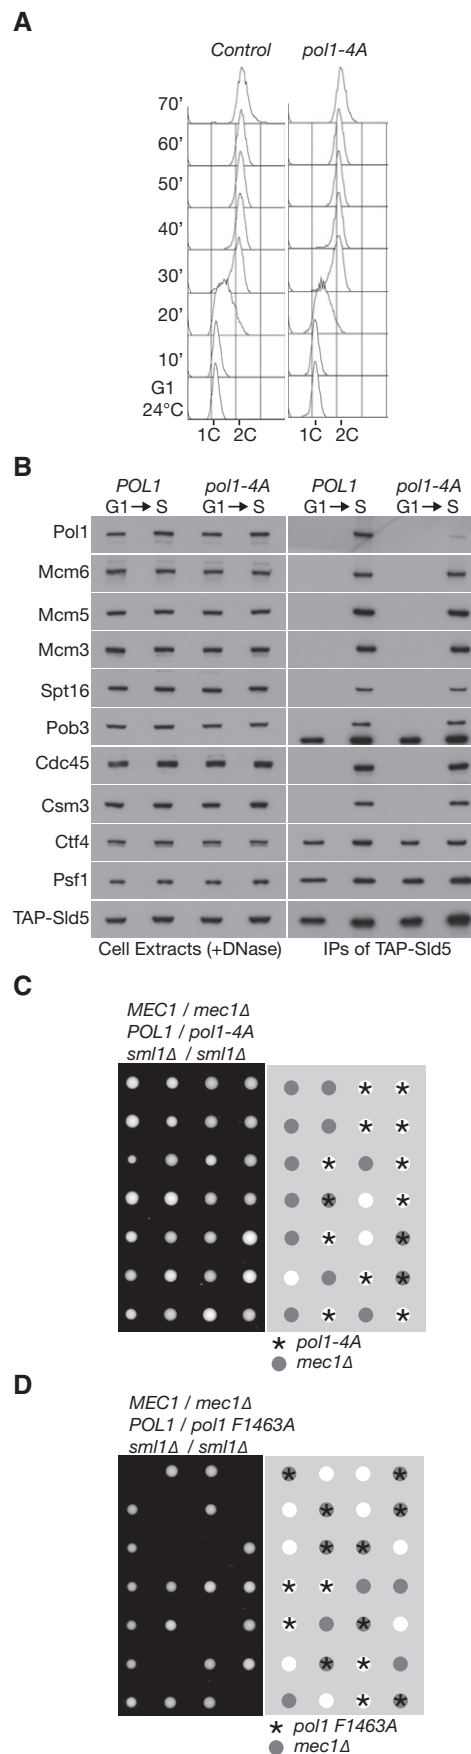 A
Control pol1-4A
70’
60’
50’
40’
30’
20’
10’
G1
24°C
1C 2C 1C 2C
B
POL1 pol1-4A POL1 pol1-4A
G1 → S G1 → S G1 → S G1 → S
Pol1
Mcm6
Mcm5
Mcm3
Spt16
Pob3
Cdc45
Csm3
Ctf4
Psf1
TAP-Sld5
Cell Extracts (+DNase) IPs of TAP-Sld5
C
MEC1 / mec1Δ
POL1 / pol1-4A
sml1Δ / sml1Δ
* pol1-4A
mec1Δ
D
MEC1 / mec1Δ
POL1 / pol1 F1463A
sml1Δ / sml1Δ
* pol1 F1463A
mec1Δ